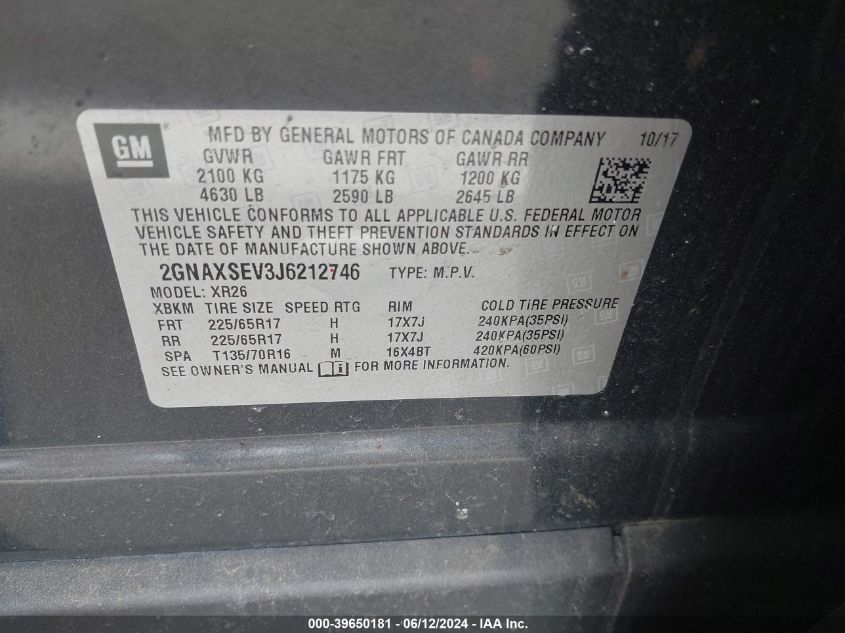 GM® MFD BY GENERAL MOTORS OF CANADA COMPANY 10/17
GVWR GAWR FRT GAWR RR
2100 KG 1175 KG 1200 KG
4630 LB 2590 LB 2645 LB
THIS VEHICLE CONFORMS TO ALL APPLICABLE U.S. FEDERAL MOTOR
VEHICLE SAFETY AND THEFT PREVENTION STANDARDS IN EFFECT ON
THE DATE OF MANUFACTURE SHOWN ABOVE.
2GNAXSEV3J6212746 TYPE: M.P.V.
MODEL: XR26
XBKM TIRE SIZE SPEED RTG RIM COLD TIRE PRESSURE
FRT 225/65R17 H 17X7J 240KPA(35PSI)
RR 225/65R17 H 17X7J 240KPA(35PSI)
SPA T135/70R16 M 16X4BT 420KPA(60PSI)
SEE OWNER'S MANUAL FOR MORE INFORMATION.
000-39650181 - 06/12/2024 - IAA Inc.